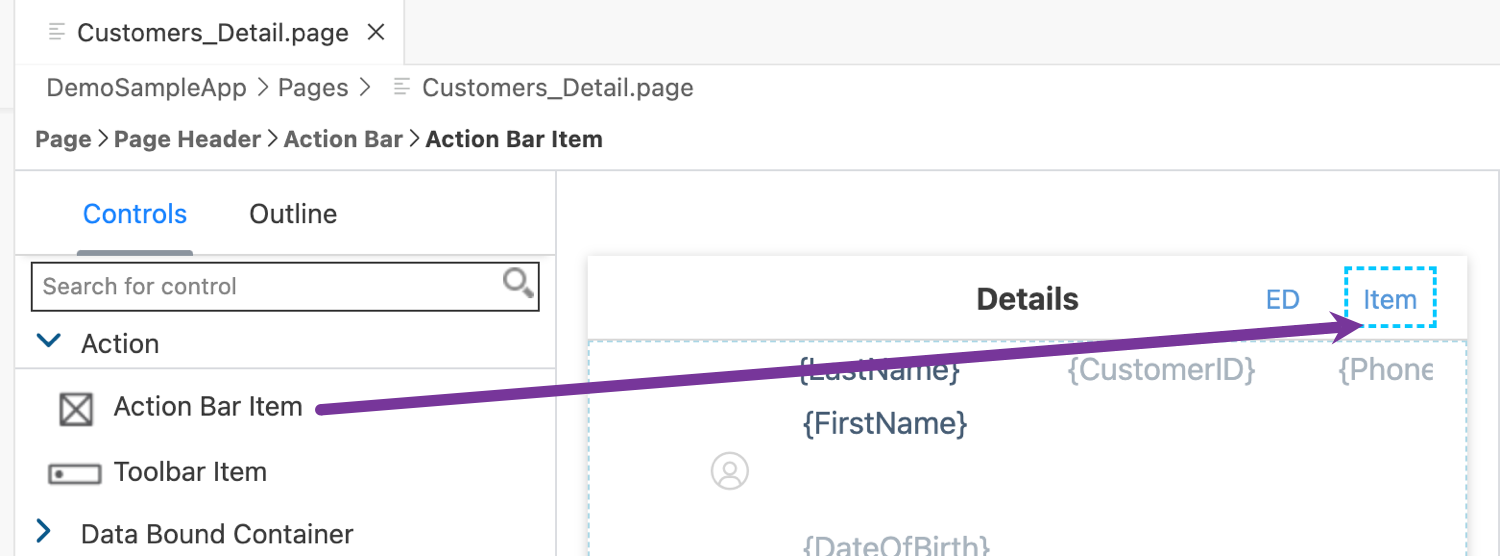 Customers_Detail.page
DemoSampleApp > Pages > Customers_Detail.page
Page > Page Header > Action Bar > Action Bar Item
Controls Outline
Search for control
Action
Action Bar Item
Toolbar Item
Data Bound Container
Details ED Item
{LastName} {CustomerID} {Phone
{FirstName}
{DateOfBirth}